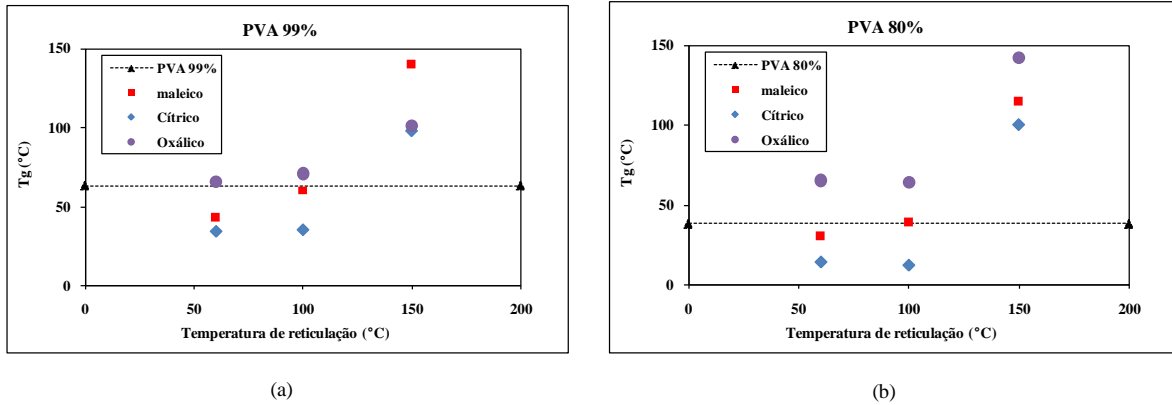 PVA 99%
150
100
50
0
Tg (°C)
PVA 99%
maleico
Cítrico
Oxálico
0 50 100 150 200
Temperatura de reticulação (°C)
(a)
PVA 80%
150
100
50
0
Tg (°C)
PVA 80%
maleico
Cítrico
Oxálico
0 50 100 150 200
Temperatura de reticulação (°C)
(b)